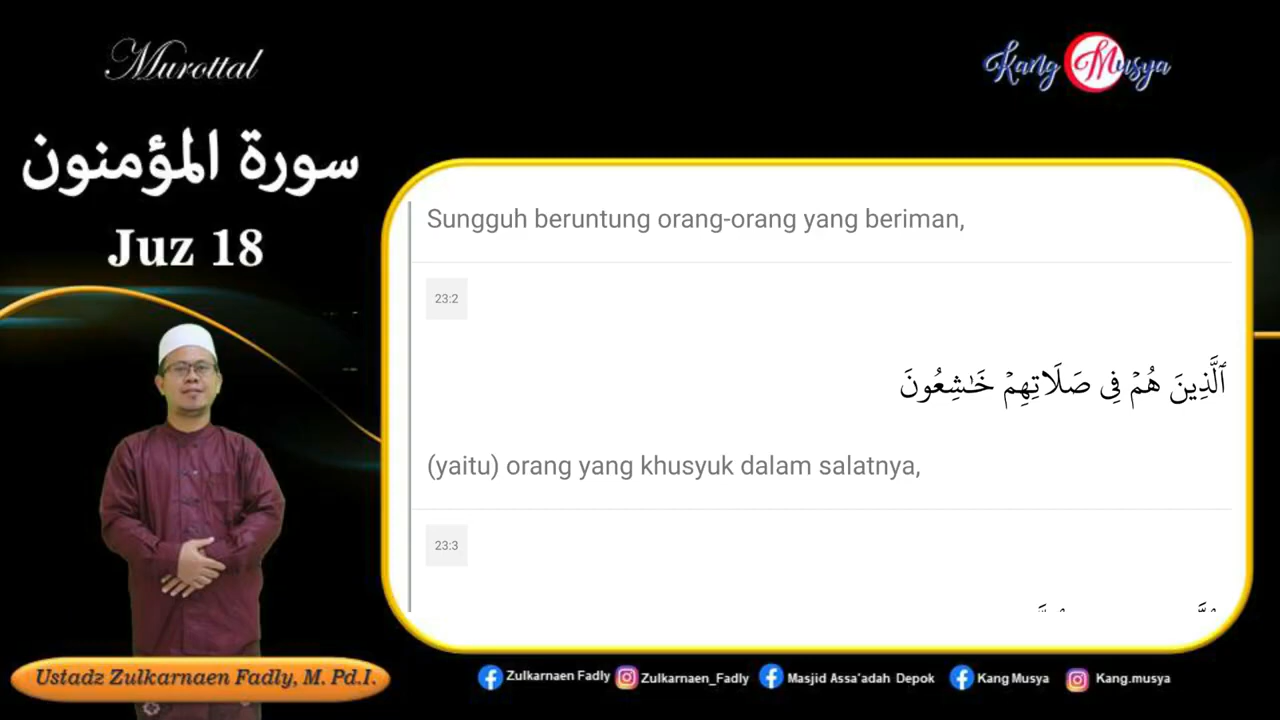 Murottal
Kang Musya
سورة المؤمنون
Juz 18
Sungguh beruntung orang-orang yang beriman,
23:2
ٱلَّذِينَ هُمْ فِى صَلَاتِهِمْ خَـٰشِعُونَ
(yaitu) orang yang khusyuk dalam salatnya,
23:3
Ustadz Zulkarnaen Fadly, M. Pd.I.
Zulkarnaen Fadly Zulkarnaen_Fadly Masjid Assa'adah Depok Kang Musya Kang.musya